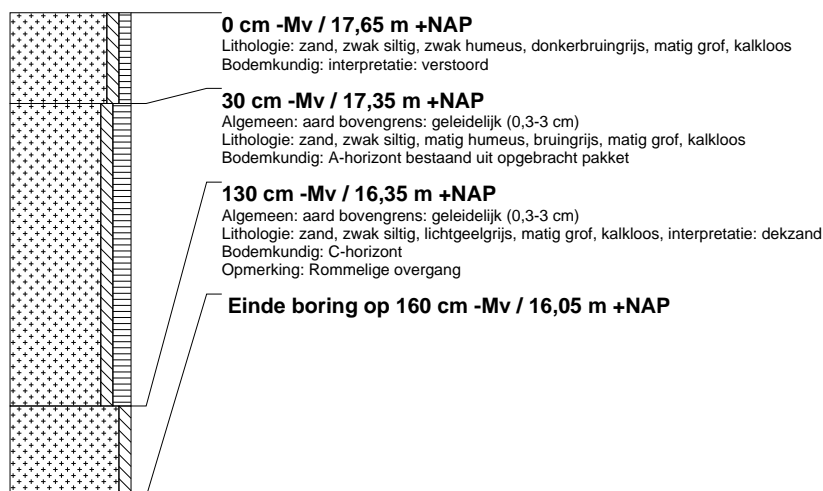 0 cm -Mv / 17,65 m +NAP
Lithologie: zand, zwak siltig, zwak humeus, donkerbruingrijs, matig grof, kalkloos
Bodemkundig: interpretatie: verstoord
30 cm -Mv / 17,35 m +NAP
Algemeen: aard bovengrens: geleidelijk (0,3-3 cm)
Lithologie: zand, zwak siltig, matig humeus, bruingrijs, matig grof, kalkloos
Bodemkundig: A-horizont bestaand uit opgebracht pakket
130 cm -Mv / 16,35 m +NAP
Algemeen: aard bovengrens: geleidelijk (0,3-3 cm)
Lithologie: zand, zwak siltig, lichtgeelgrijs, matig grof, kalkloos, interpretatie: dekzand
Bodemkundig: C-horizont
Opmerking: Rommelige overgang
Einde boring op 160 cm -Mv / 16,05 m +NAP